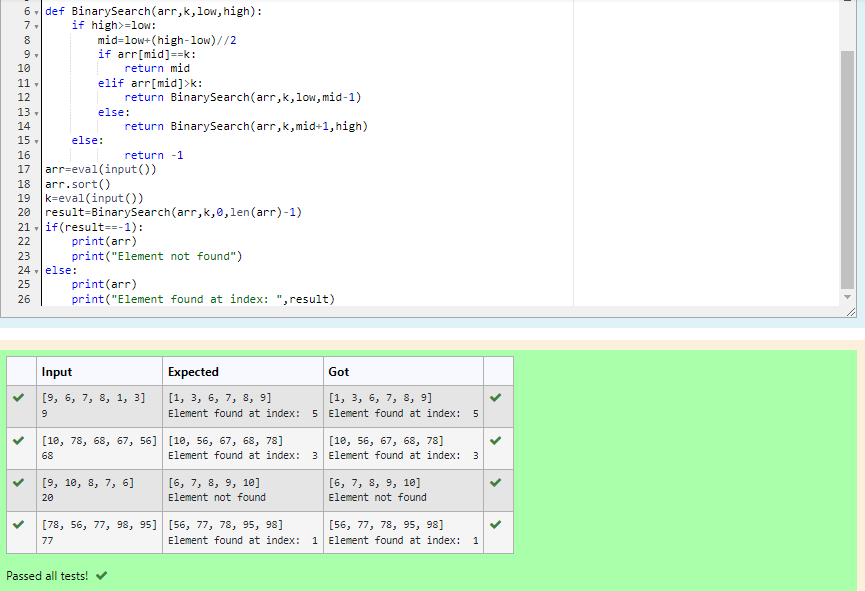 6 def BinarySearch(arr,k,low,high):
7 if high>=low:
8 mid=low+(high-low)//2
9 if arr[mid]==k:
10 return mid
11 elif arr[mid]>k:
12 return BinarySearch(arr,k,low,mid-1)
13 else:
14 return BinarySearch(arr,k,mid+1,high)
15 else:
16 return -1
17 arr=eval(input())
18 arr.sort()
19 k=eval(input())
20 result=BinarySearch(arr,k,0,len(arr)-1)
21 if(result==-1):
22 print(arr)
23 print("Element not found")
24 else:
25 print(arr)
26 print("Element found at index: ",result)
Input Expected Got
[9, 6, 7, 8, 1, 3] [1, 3, 6, 7, 8, 9] [1, 3, 6, 7, 8, 9]
9 Element found at index:  5 Element found at index:  5
[10, 78, 68, 67, 56] [10, 56, 67, 68, 78] [10, 56, 67, 68, 78]
68 Element found at index:  3 Element found at index:  3
[9, 10, 8, 7, 6] [6, 7, 8, 9, 10] [6, 7, 8, 9, 10]
20 Element not found Element not found
[78, 56, 77, 98, 95] [56, 77, 78, 95, 98] [56, 77, 78, 95, 98]
77 Element found at index:  1 Element found at index:  1
Passed all tests!